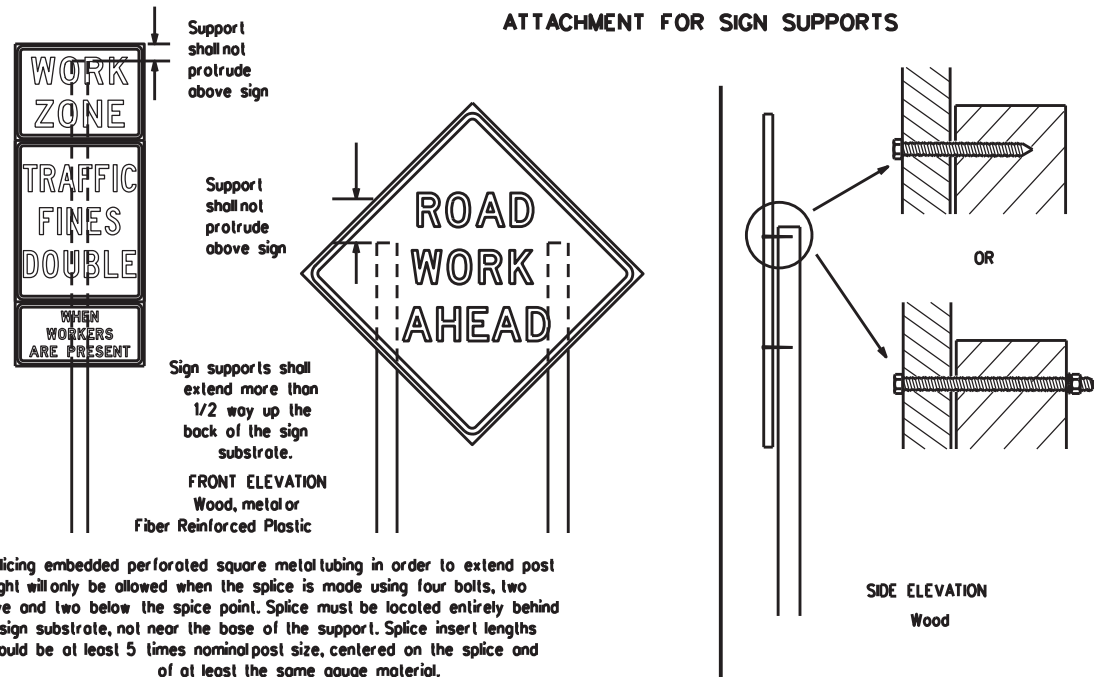 ATTACHMENT FOR SIGN SUPPORTS
Support
shall not
protrude
above sign
WORK
ZONE
TRAFFIC
FINES
DOUBLE
WHEN
WORKERS
ARE PRESENT
Support
shall not
protrude
above sign
ROAD
WORK
AHEAD
Sign supports shall
extend more than
1/2 way up the
back of the sign
substrate.
FRONT ELEVATION
Wood, metal or
Fiber Reinforced Plastic
OR
SIDE ELEVATION
Wood
licing embedded perforated square metal tubing in order to extend post
ght will only be allowed when the splice is made using four bolts, two
ve and two below the spice point. Splice must be located entirely behind
sign substrate, not near the base of the support. Splice insert lengths
ould be at least 5 times nominal post size, centered on the splice and
of at least the same gauge material.